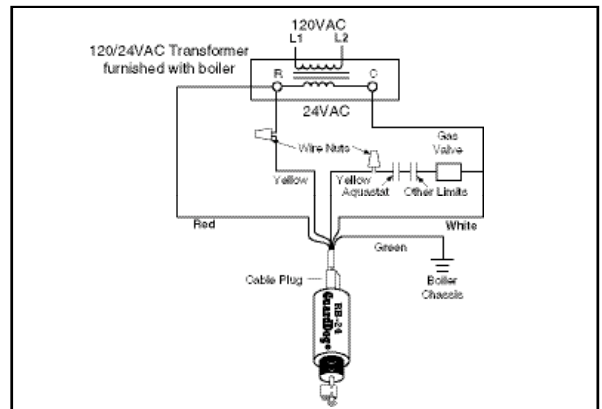 120VAC
L1 L2
120/24VAC Transformer
furnished with boiler
R C
24VAC
Gas
Valve
Wire Nuts
Yellow
Yellow
Aquastat
Other Limits
Red
White
Green
Cable Plug
Boiler
Chassis
RB-24
GuardDog